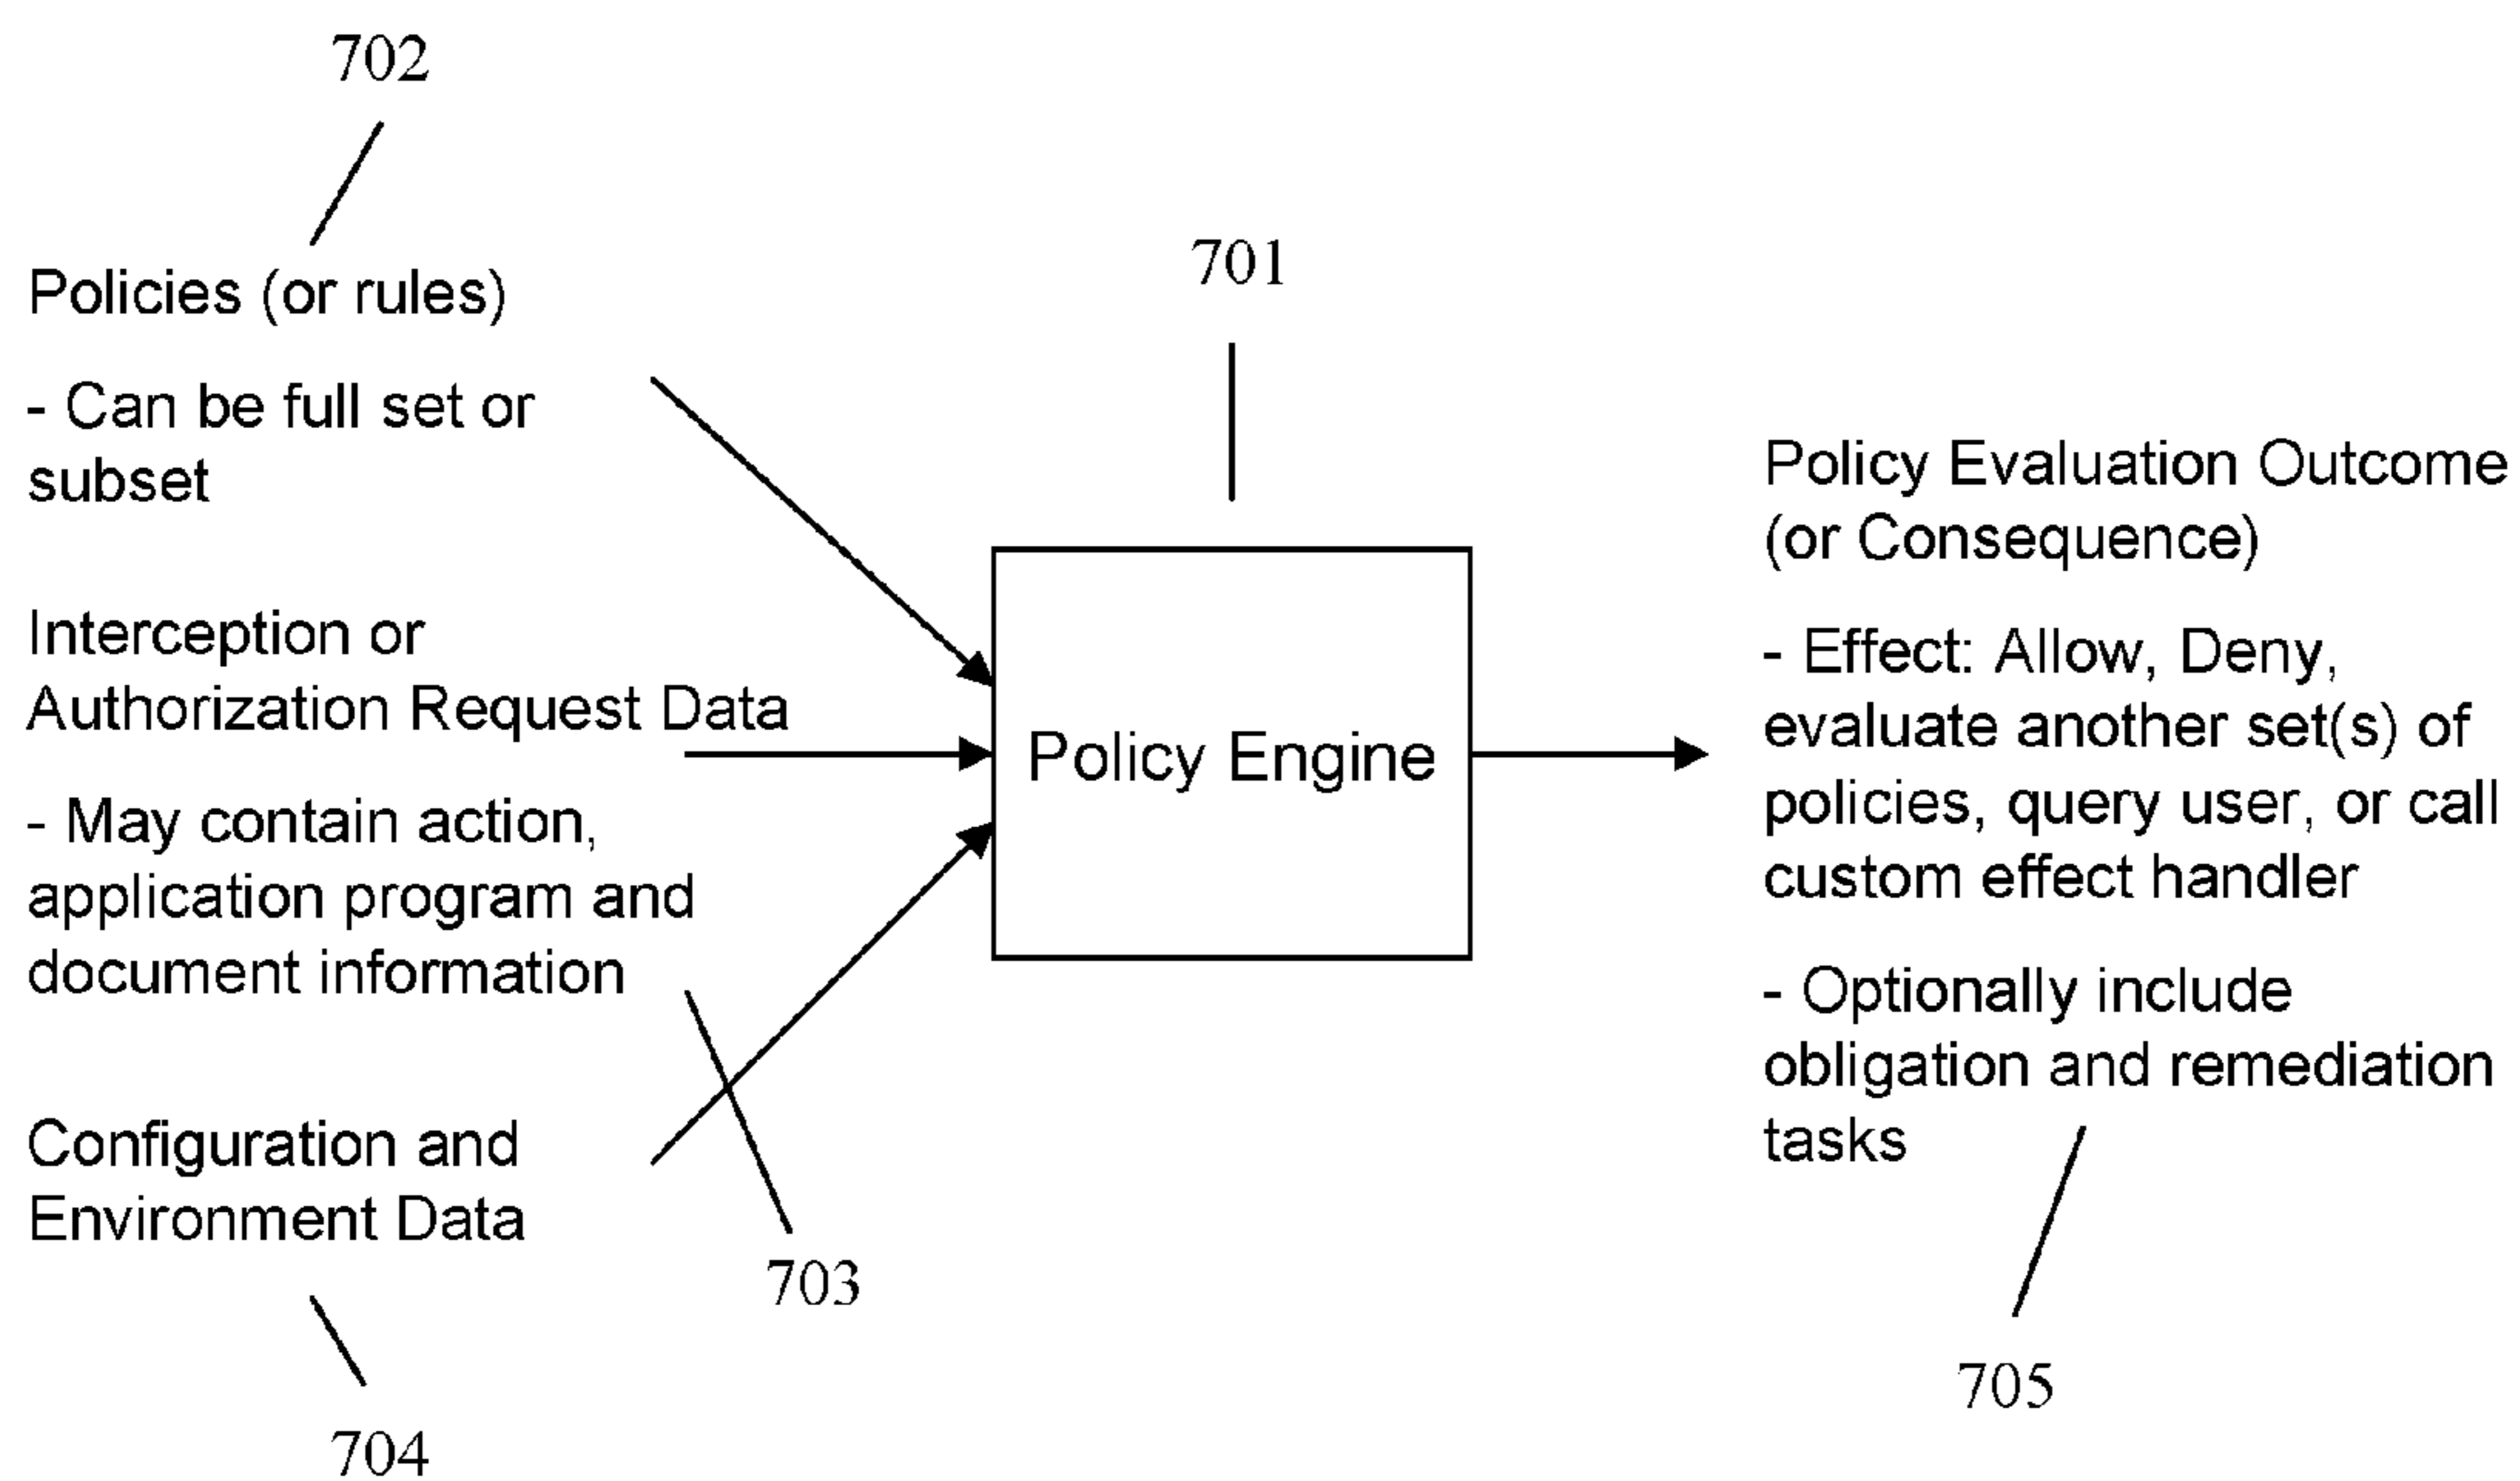 702
Policies (or rules)
- Can be full set or
subset
Interception or
Authorization Request Data
- May contain action,
application program and
document information
Configuration and
Environment Data
703
704
701
Policy Engine
Policy Evaluation Outcome
(or Consequence)
- Effect: Allow, Deny,
evaluate another set(s) of
policies, query user, or call
custom effect handler
- Optionally include
obligation and remediation
tasks
705